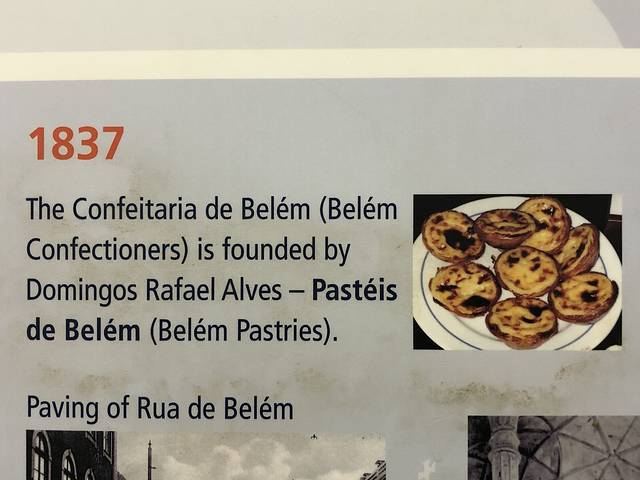 1837
The Confeitaria de Belém (Belém
Confectioners) is founded by
Domingos Rafael Alves – Pastéis
de Belém (Belém Pastries).
Paving of Rua de Belém